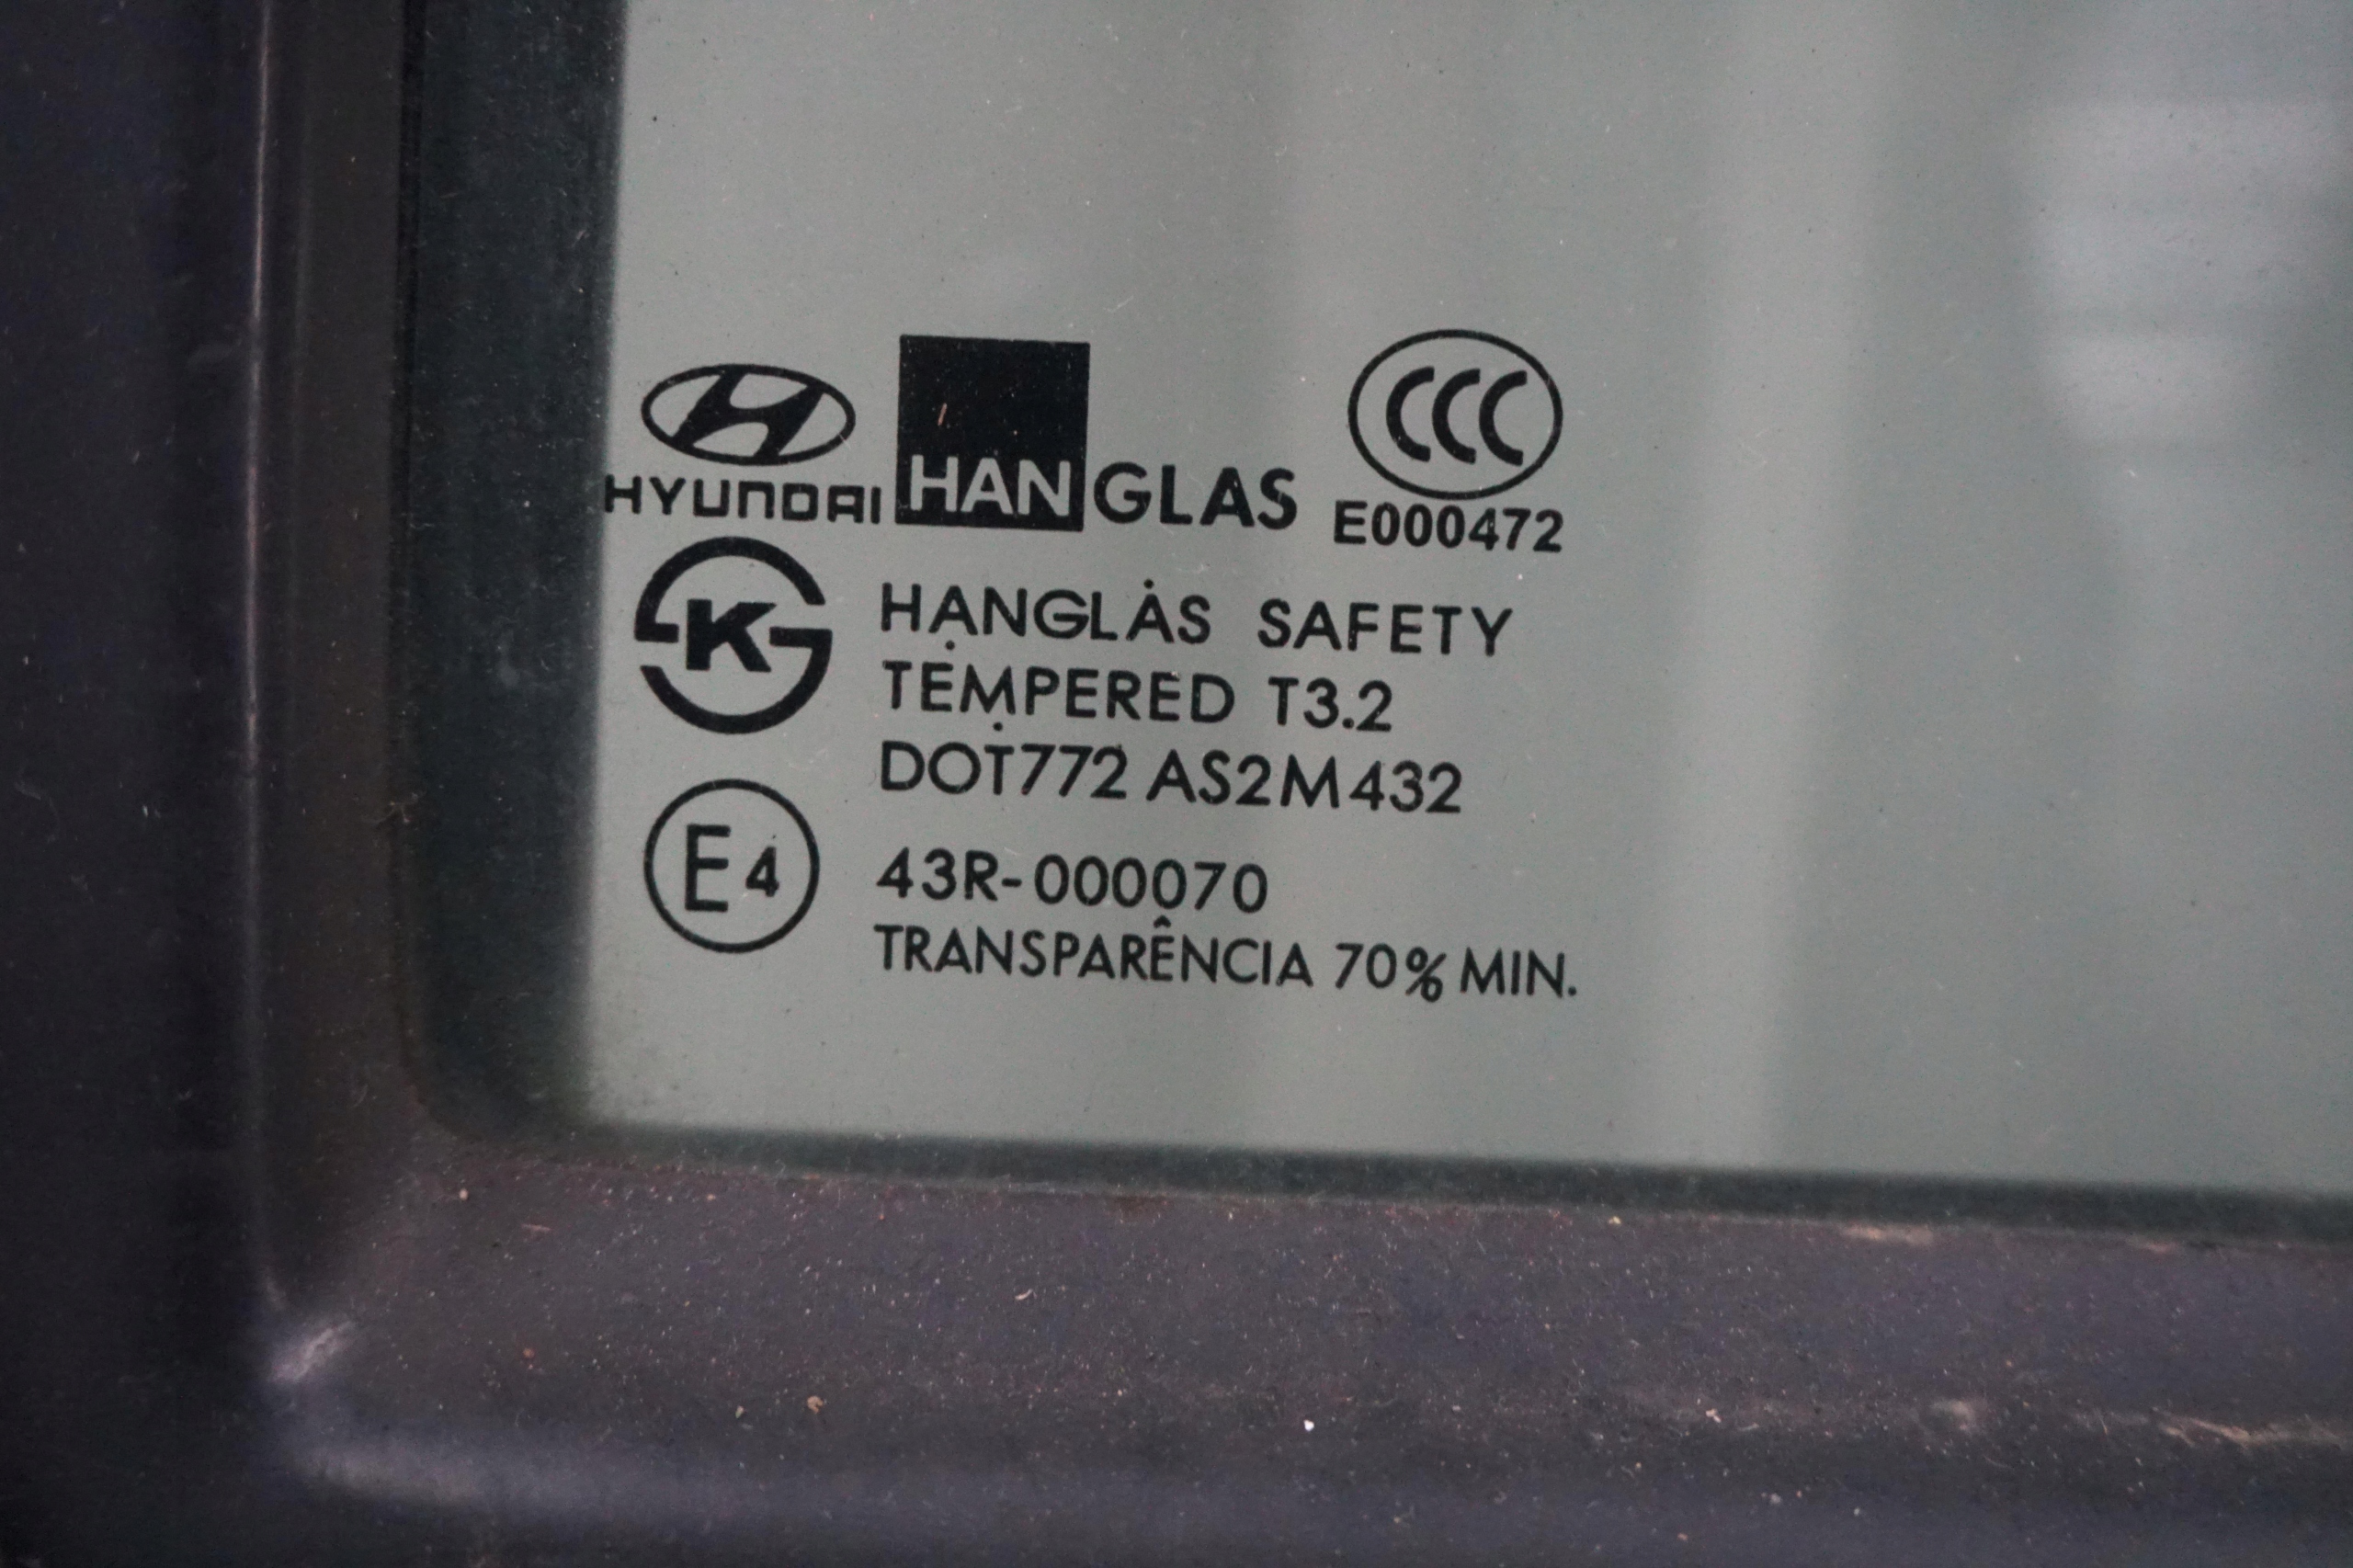 HYUNDAI HANGLAS CCC
E000472
K
HANGLAS SAFETY
TEMPERED T3.2
DOT772 AS2M432
E4 43R-000070
TRANSPARÊNCIA 70% MIN.